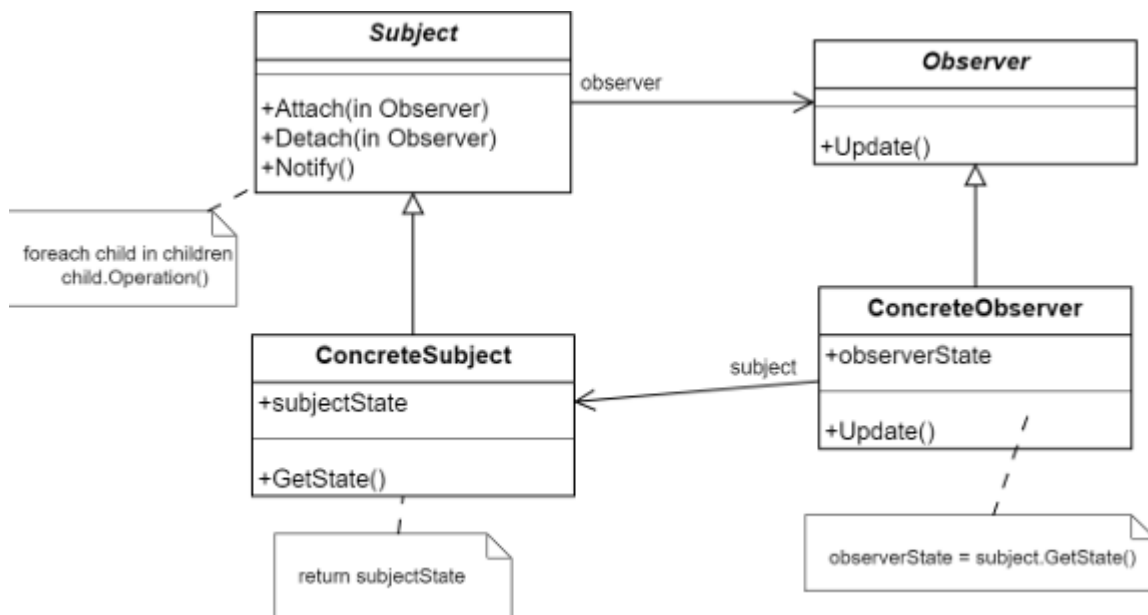 Subject
+Attach(in Observer)
+Detach(in Observer)
+Notify()
observer
Observer
+Update()
foreach child in children
child.Operation()
ConcreteSubject
+subjectState
+GetState()
subject
ConcreteObserver
+observerState
+Update()
return subjectState
observerState = subject.GetState()